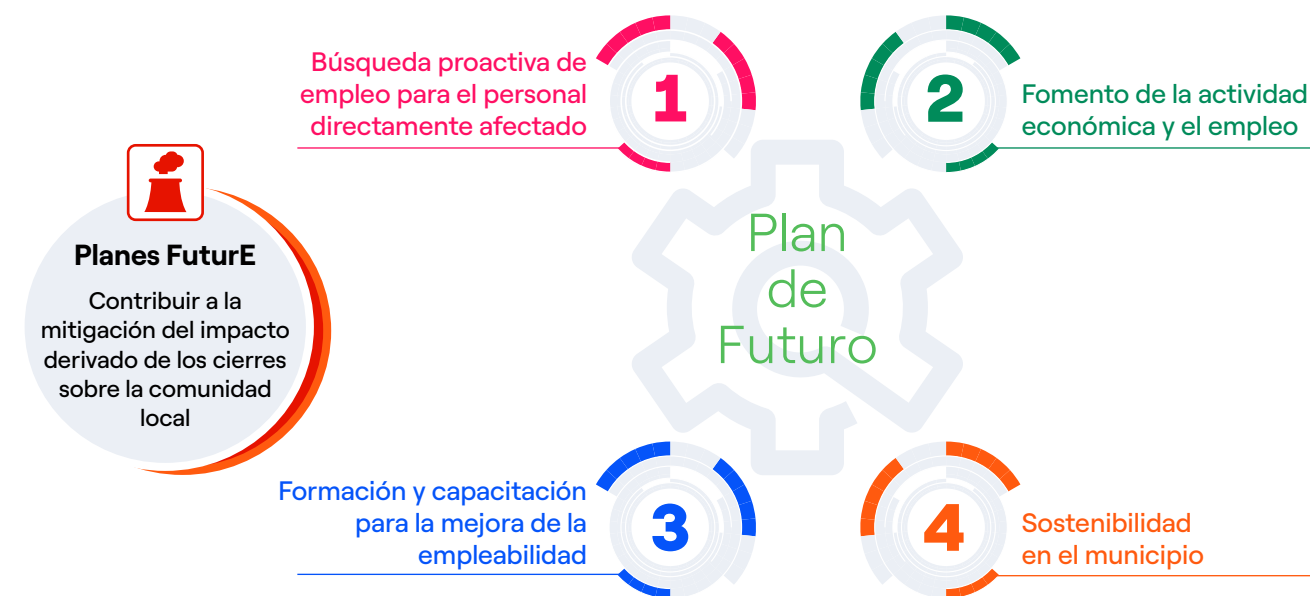 Planes FuturE
Contribuir a la
mitigación del impacto
derivado de los cierres
sobre la comunidad
local
Búsqueda proactiva de
empleo para el personal
directamente afectado
1
2
Fomento de la actividad
económica y el empleo
Plan
de
Futuro
Formación y capacitación
para la mejora de la
empleabilidad
3
4
Sostenibilidad
en el municipio